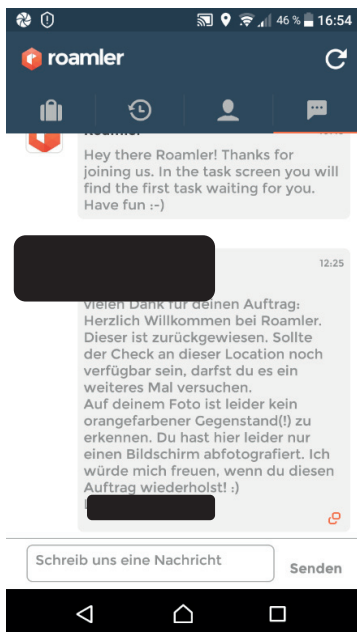 46 % 16:54
roamler
Hey there Roamler! Thanks for
joining us. In the task screen you will
find the first task waiting for you.
Have fun :-)
12:25
vielen Dank für deinen Auftrag:
Herzlich Willkommen bei Roamler.
Dieser ist zurückgewiesen. Sollte
der Check an dieser Location noch
verfügbar sein, darfst du es ein
weiteres Mal versuchen.
Auf deinem Foto ist leider kein
orangefarbener Gegenstand(!) zu
erkennen. Du hast hier leider nur
einen Bildschirm abfotografiert. Ich
würde mich freuen, wenn du diesen
Auftrag wiederholst! :)
Schreib uns eine Nachricht
Senden